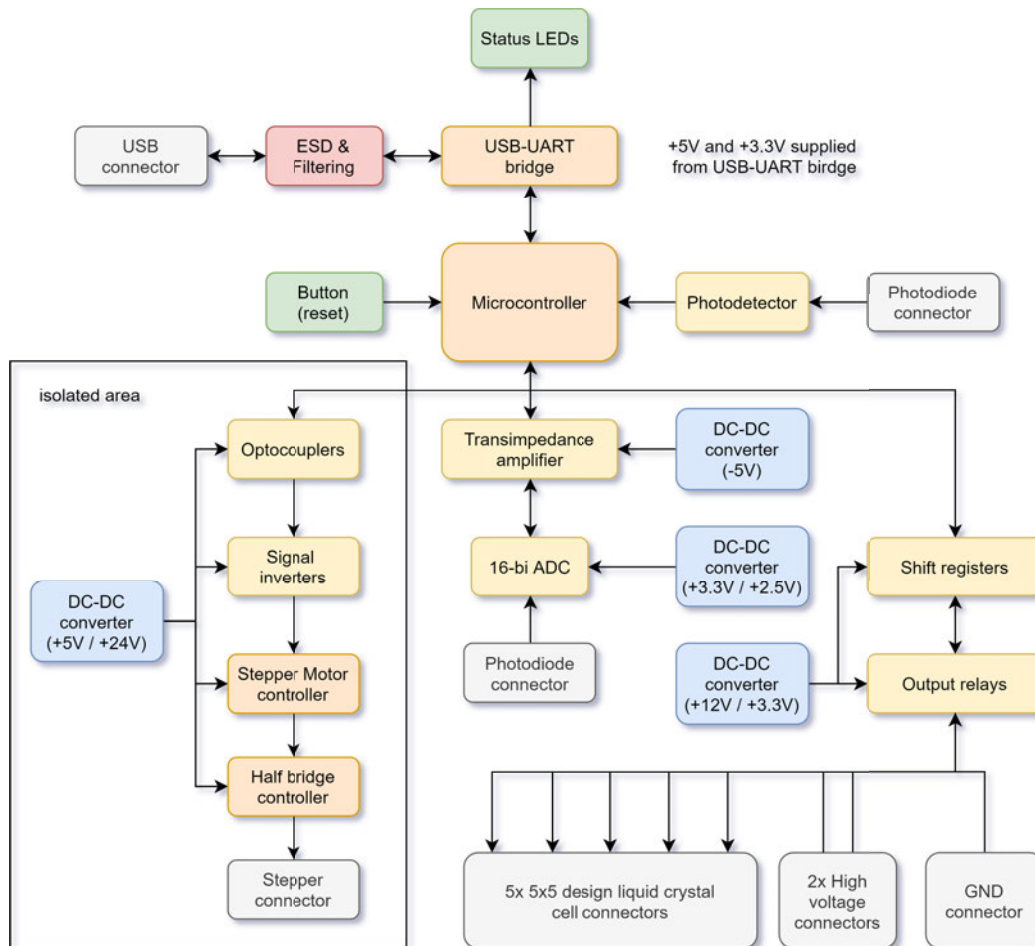 Status LEDs
USB
connector
ESD &
Filtering
USB-UART
bridge
+5V and +3.3V supplied
from USB-UART birdge
Button
(reset)
Microcontroller
Photodetector
Photodiode
connector
isolated area
Optocouplers
Transimpedance
amplifier
DC-DC
converter
(-5V)
Signal
inverters
16-bi ADC
DC-DC
converter
(+3.3V / +2.5V)
Shift registers
DC-DC
converter
(+5V / +24V)
Stepper Motor
controller
Photodiode
connector
DC-DC
converter
(+12V / +3.3V)
Output relays
Half bridge
controller
Stepper
connector
5x 5x5 design liquid crystal
cell connectors
2x High
voltage
connectors
GND
connector